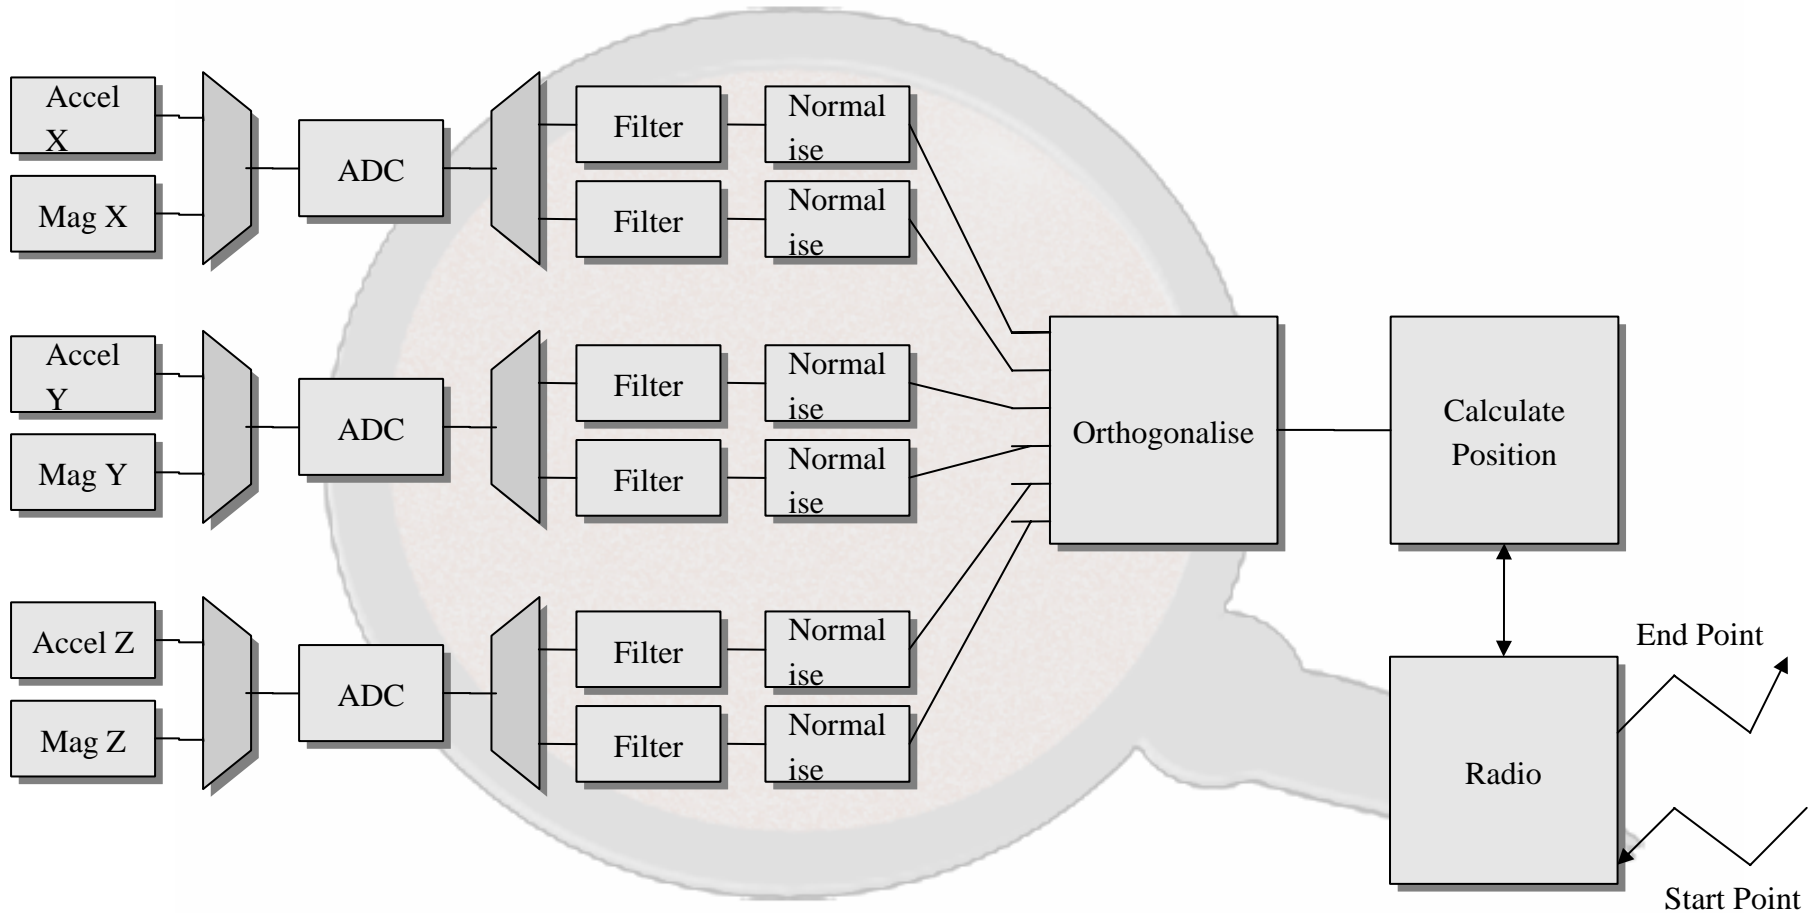 Accel
X
Mag X
ADC
Filter
Normal
ise
Filter
Normal
ise
Accel
Y
Mag Y
ADC
Filter
Normal
ise
Filter
Normal
ise
Orthogonalise
Calculate
Position
Accel Z
Mag Z
ADC
Filter
Normal
ise
Filter
Normal
ise
End Point
Radio
Start Point